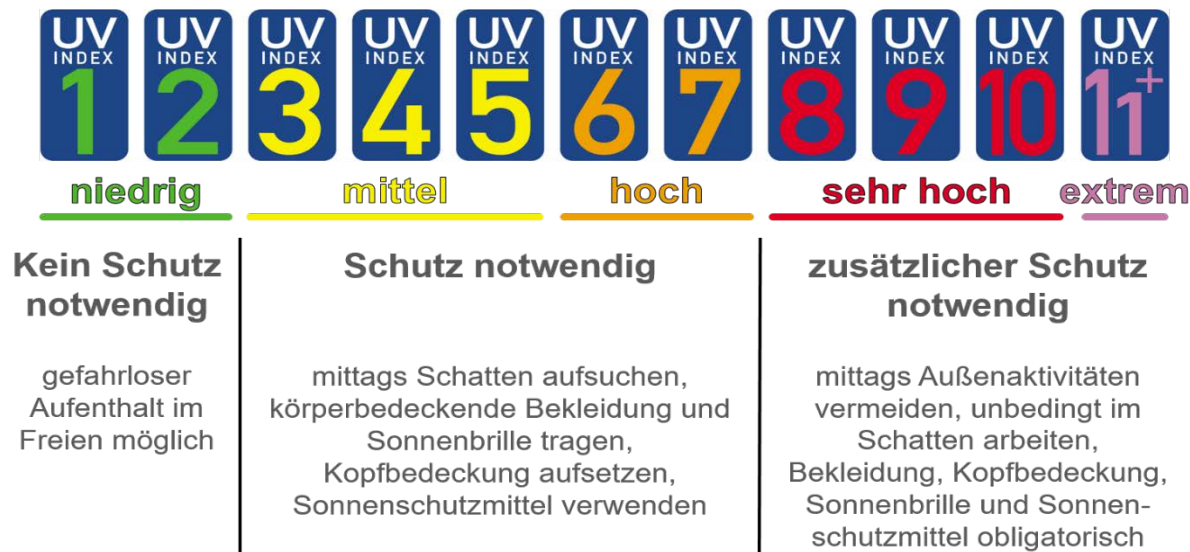 UV INDEX 1
UV INDEX 2
UV INDEX 3
UV INDEX 4
UV INDEX 5
UV INDEX 6
UV INDEX 7
UV INDEX 8
UV INDEX 9
UV INDEX 10
UV INDEX 11+
niedrig
mittel
hoch
sehr hoch
extrem
Kein Schutz
notwendig
gefahrloser
Aufenthalt im
Freien möglich
Schutz notwendig
mittags Schatten aufsuchen,
körperbedeckende Bekleidung und
Sonnenbrille tragen,
Kopfbedeckung aufsetzen,
Sonnenschutzmittel verwenden
zusätzlicher Schutz
notwendig
mittags Außenaktivitäten
vermeiden, unbedingt im
Schatten arbeiten,
Bekleidung, Kopfbedeckung,
Sonnenbrille und Sonnen-
schutzmittel obligatorisch